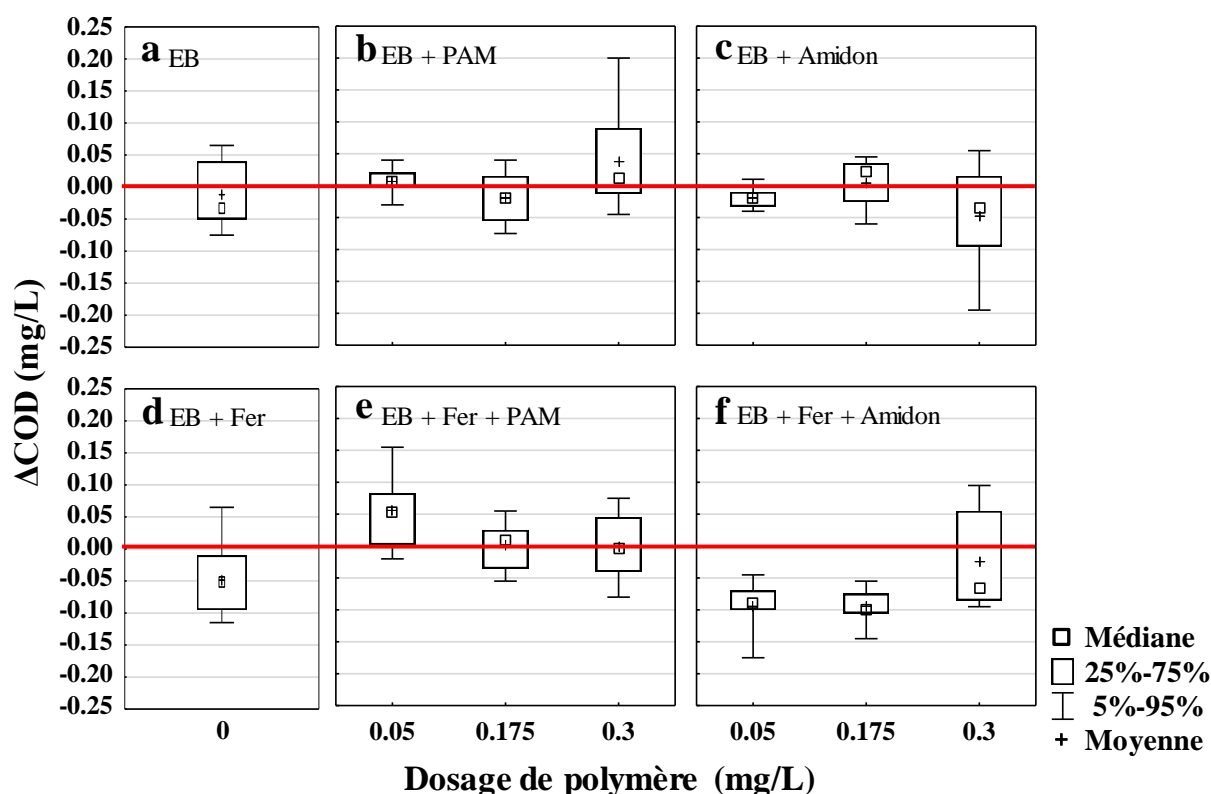 a EB
b EB + PAM
c EB + Amidon
0.25
0.20
0.15
0.10
0.05
0.00
-0.05
-0.10
-0.15
-0.20
-0.25
ΔCOD (mg/L)
d EB + Fer
e EB + Fer + PAM
f EB + Fer + Amidon
0.25
0.20
0.15
0.10
0.05
0.00
-0.05
-0.10
-0.15
-0.20
-0.25
0
0.05 0.175 0.3
0.05 0.175 0.3
Dosage de polymère (mg/L)
Médiane
25%-75%
5%-95%
Moyenne